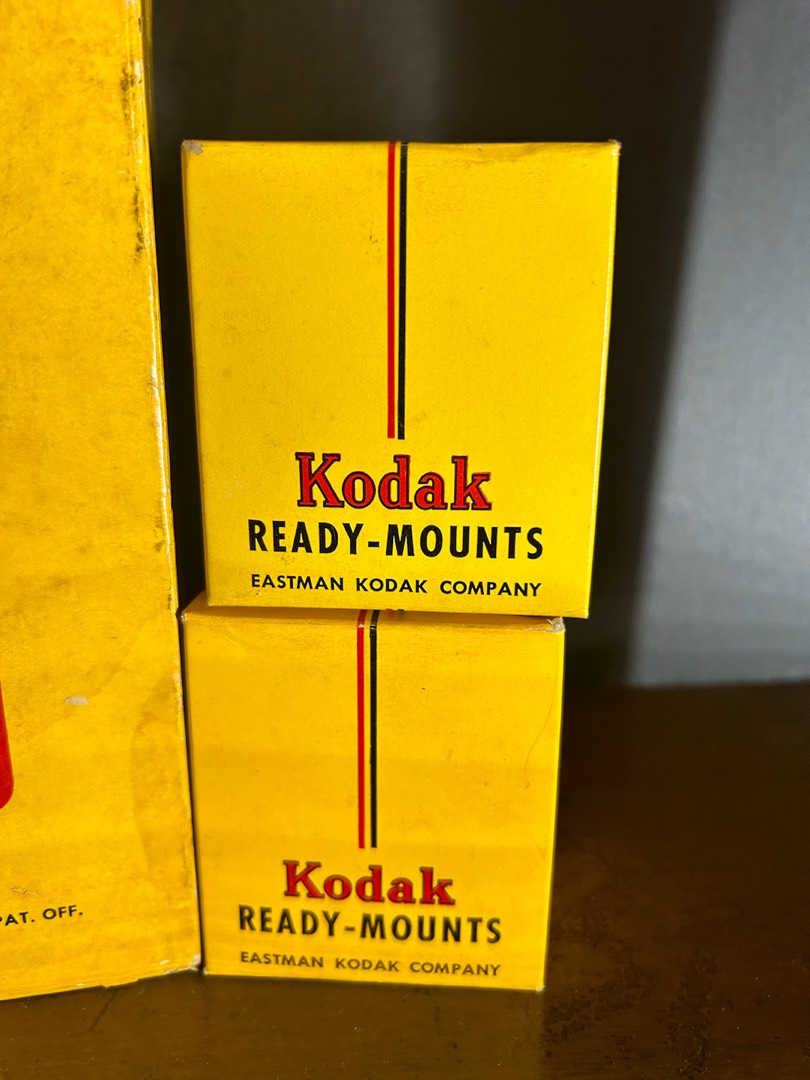 Kodak
READY-MOUNTS
EASTMAN KODAK COMPANY
Kodak
READY-MOUNTS
EASTMAN KODAK COMPANY
PAT. OFF.